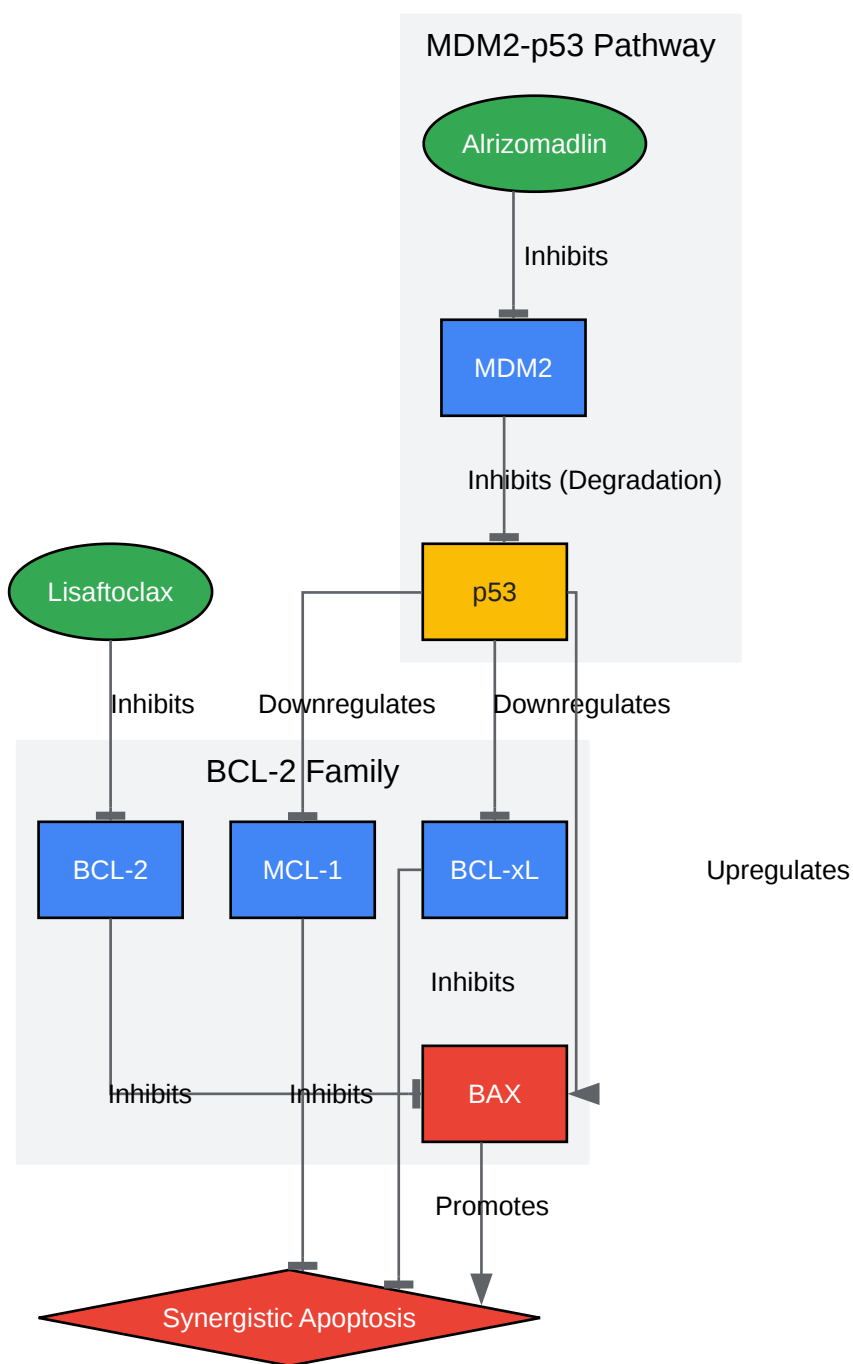 MDM2-p53 Pathway
Alrizomadlin
Inhibits
MDM2
Inhibits (Degradation)
Lisaftoclax
p53
Inhibits
Downregulates
Downregulates
BCL-2 Family
BCL-2
MCL-1
BCL-xL
Upregulates
Inhibits
Inhibits
Inhibits
BAX
Promotes
Synergistic Apoptosis